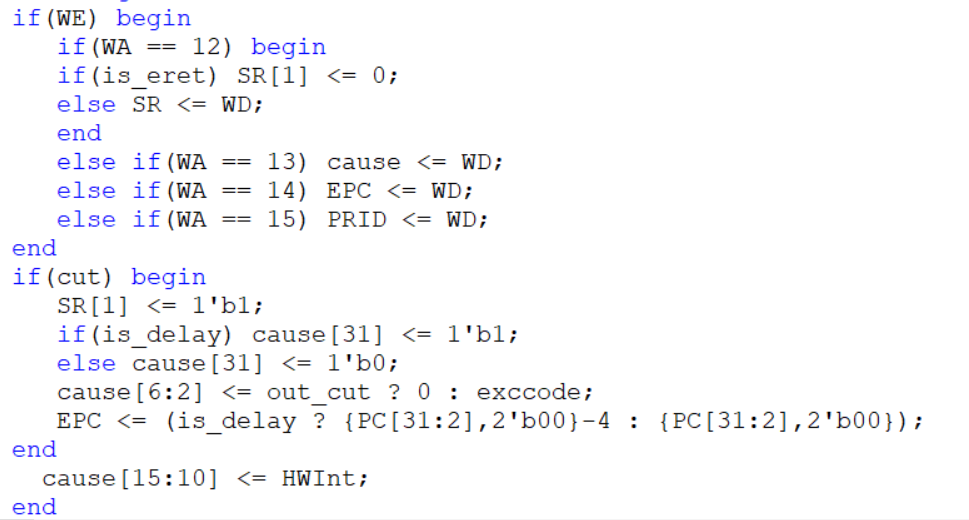 if(WE) begin
if(WA == 12) begin
if(is_eret) SR[1] <= 0;
else SR <= WD;
end
else if(WA == 13) cause <= WD;
else if(WA == 14) EPC <= WD;
else if(WA == 15) PRID <= WD;
end
if(cut) begin
SR[1] <= 1'b1;
if(is_delay) cause[31] <= 1'b1;
else cause[31] <= 1'b0;
cause[6:2] <= out_cut ? 0 : exccode;
EPC <= (is_delay ? {PC[31:2],2'b00}-4 : {PC[31:2],2'b00});
end
cause[15:10] <= HWInt;
end